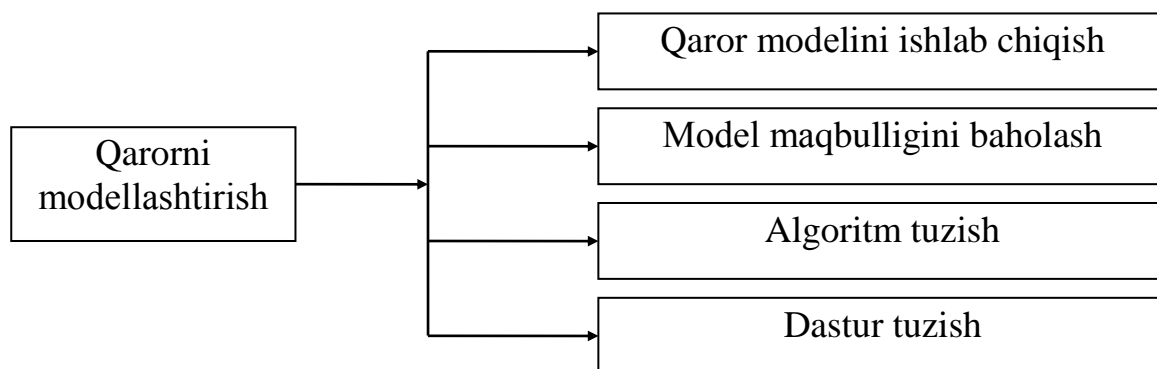 Qarorni
modellashtirish
Qaror modelini ishlab chiqish
Model maqbulligini baholash
Algoritm tuzish
Dastur tuzish